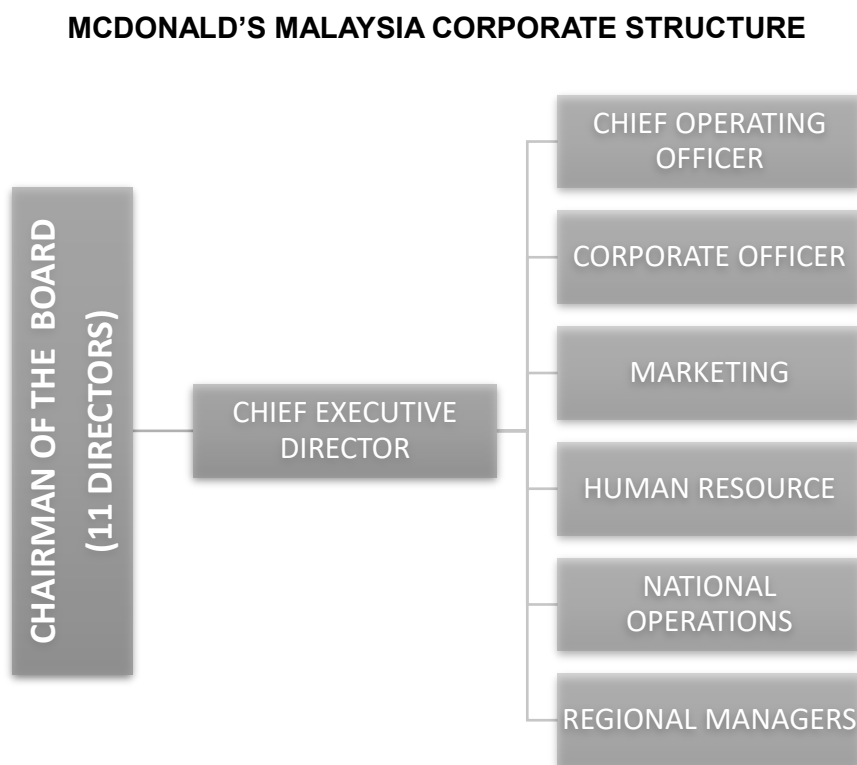 MCDONALD’S MALAYSIA CORPORATE STRUCTURE
CHAIRMAN OF THE BOARD
(11 DIRECTORS)
CHIEF EXECUTIVE
DIRECTOR
CHIEF OPERATING
OFFICER
CORPORATE OFFICER
MARKETING
HUMAN RESOURCE
NATIONAL
OPERATIONS
REGIONAL MANAGERS